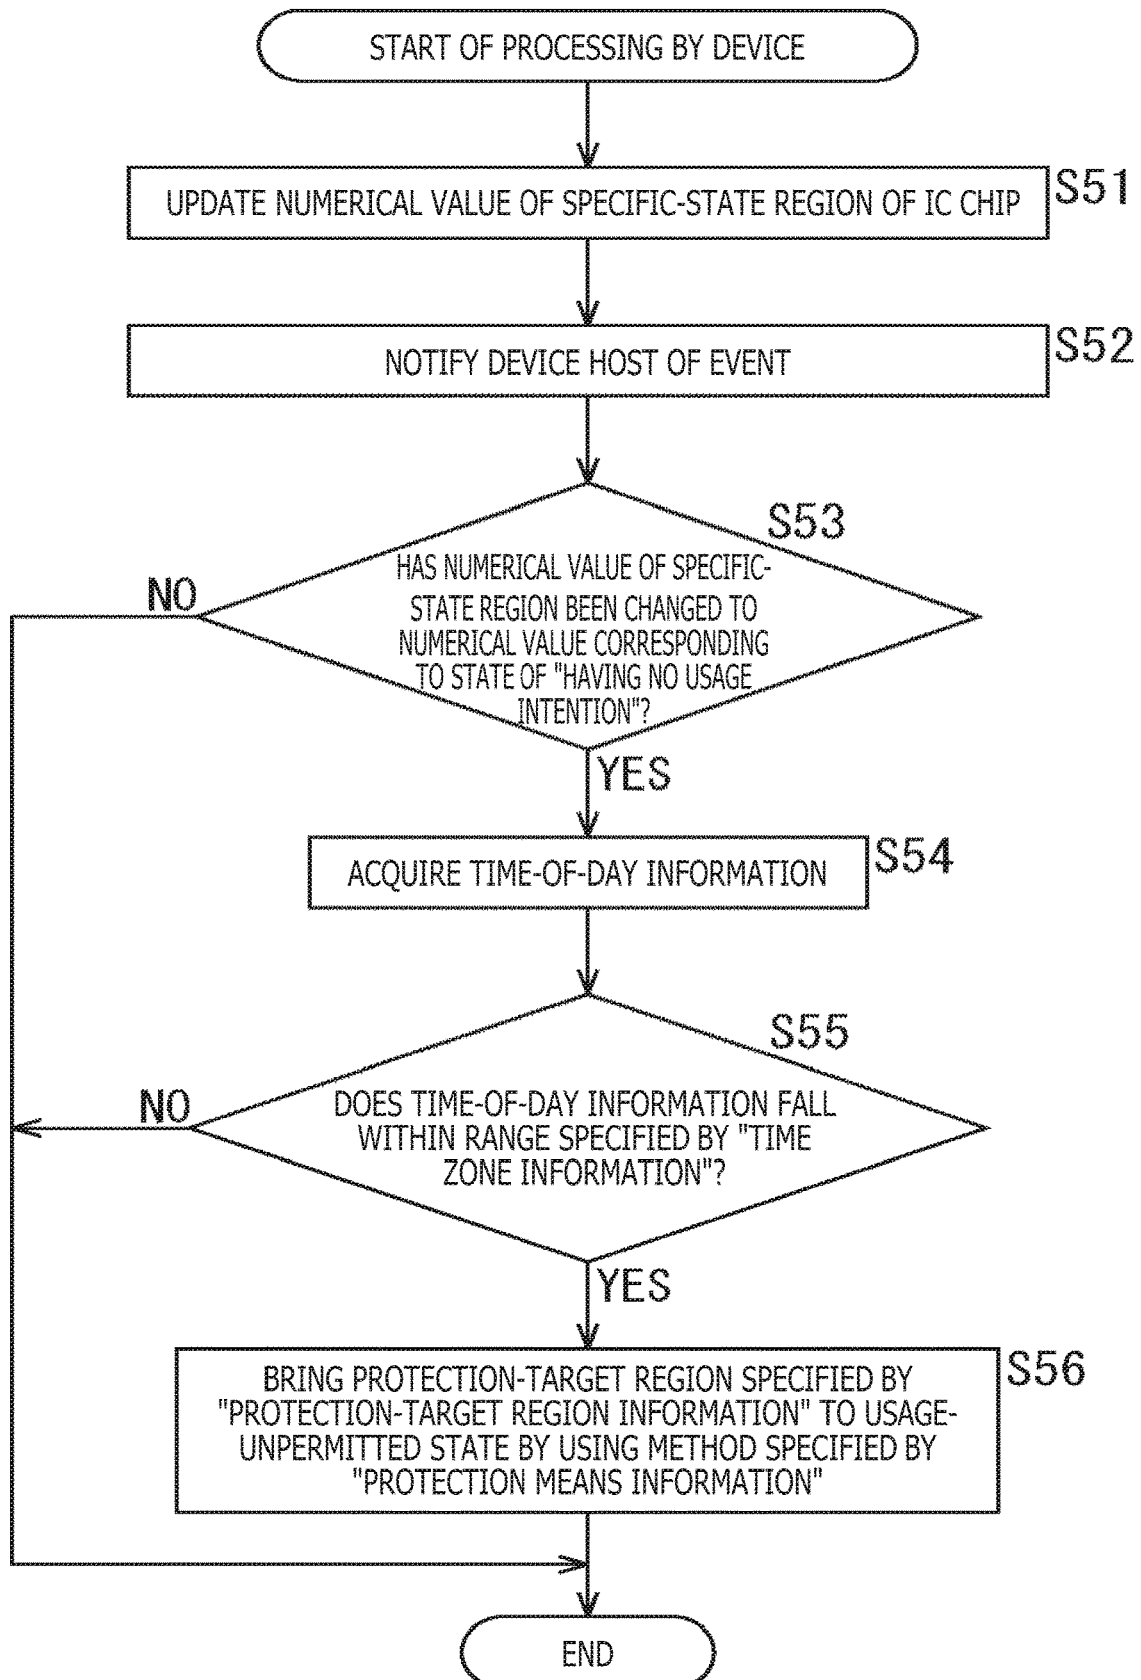 START OF PROCESSING BY DEVICE
UPDATE NUMERICAL VALUE OF SPECIFIC-STATE REGION OF IC CHIP
S51
NOTIFY DEVICE HOST OF EVENT
S52
S53
HAS NUMERICAL VALUE OF SPECIFIC-
STATE REGION BEEN CHANGED TO
NUMERICAL VALUE CORRESPONDING
TO STATE OF "HAVING NO USAGE
INTENTION"?
NO
YES
ACQUIRE TIME-OF-DAY INFORMATION
S54
S55
DOES TIME-OF-DAY INFORMATION FALL
WITHIN RANGE SPECIFIED BY "TIME
ZONE INFORMATION"?
NO
YES
BRING PROTECTION-TARGET REGION SPECIFIED BY
"PROTECTION-TARGET REGION INFORMATION" TO USAGE-
UNPERMITTED STATE BY USING METHOD SPECIFIED BY
"PROTECTION MEANS INFORMATION"
S56
END